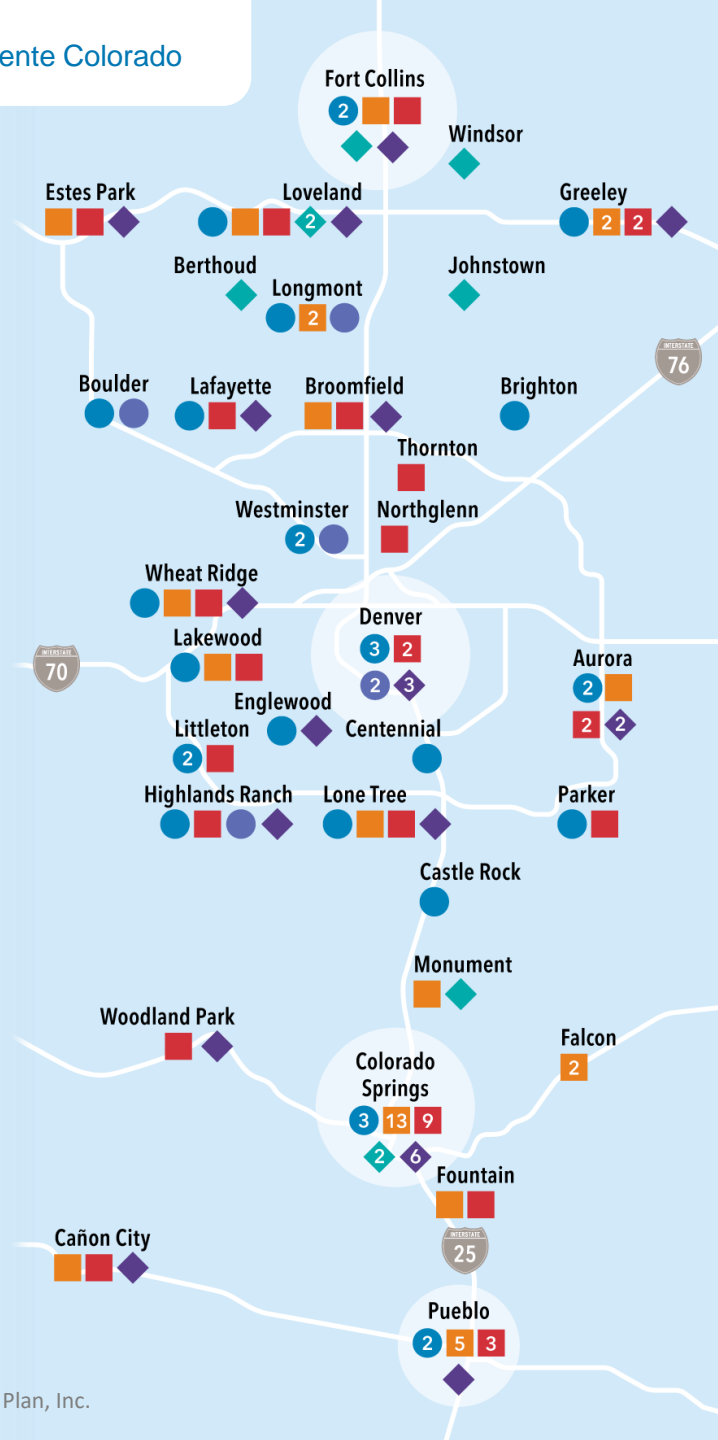 ente Colorado
Fort Collins
2
Windsor
Estes Park
Loveland
Greeley
2
2 2
Berthoud
Johnstown
Longmont
2
INTERSTATE
76
Boulder
Lafayette
Broomfield
Brighton
Thornton
Westminster
Northglenn
2
Wheat Ridge
Denver
Lakewood
3 2
INTERSTATE
70
Aurora
2 3
2
Englewood
Littleton
Centennial
2 2
2
Highlands Ranch
Lone Tree
Parker
Castle Rock
Monument
Woodland Park
Falcon
Colorado
Springs
2
3 13 9
2 6
Fountain
Cañon City
INTERSTATE
25
Pueblo
2 5 3
Plan, Inc.